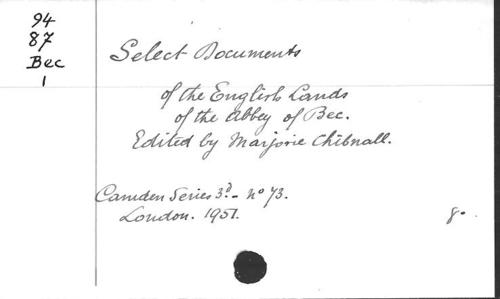 94
87
Bec
1
Select Documents
of the English Lands
of the Abbey of Bec.
Edited by Marjorie Chibnall.
Camden Series 3d - No 73.
London. 1951.
8o